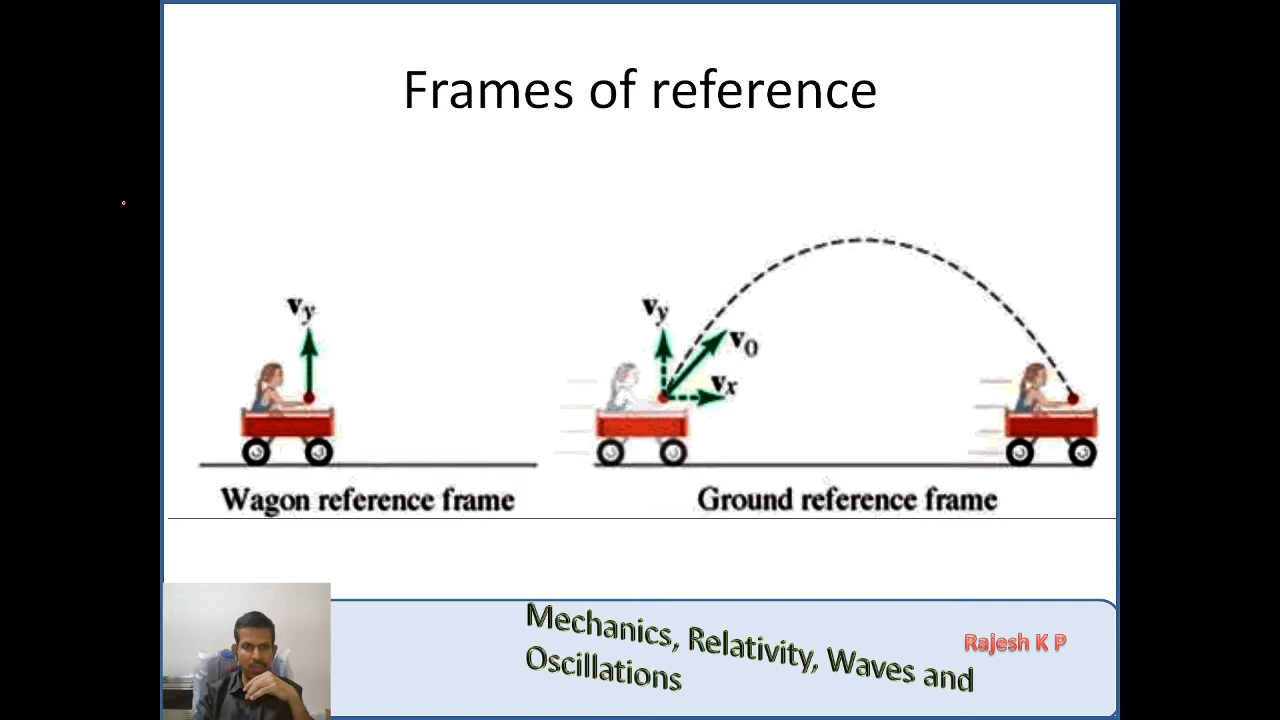 Frames of reference
vy
vy
v0
vx
Wagon reference frame
Ground reference frame
Mechanics, Relativity, Waves and
Oscillations
Rajesh K P